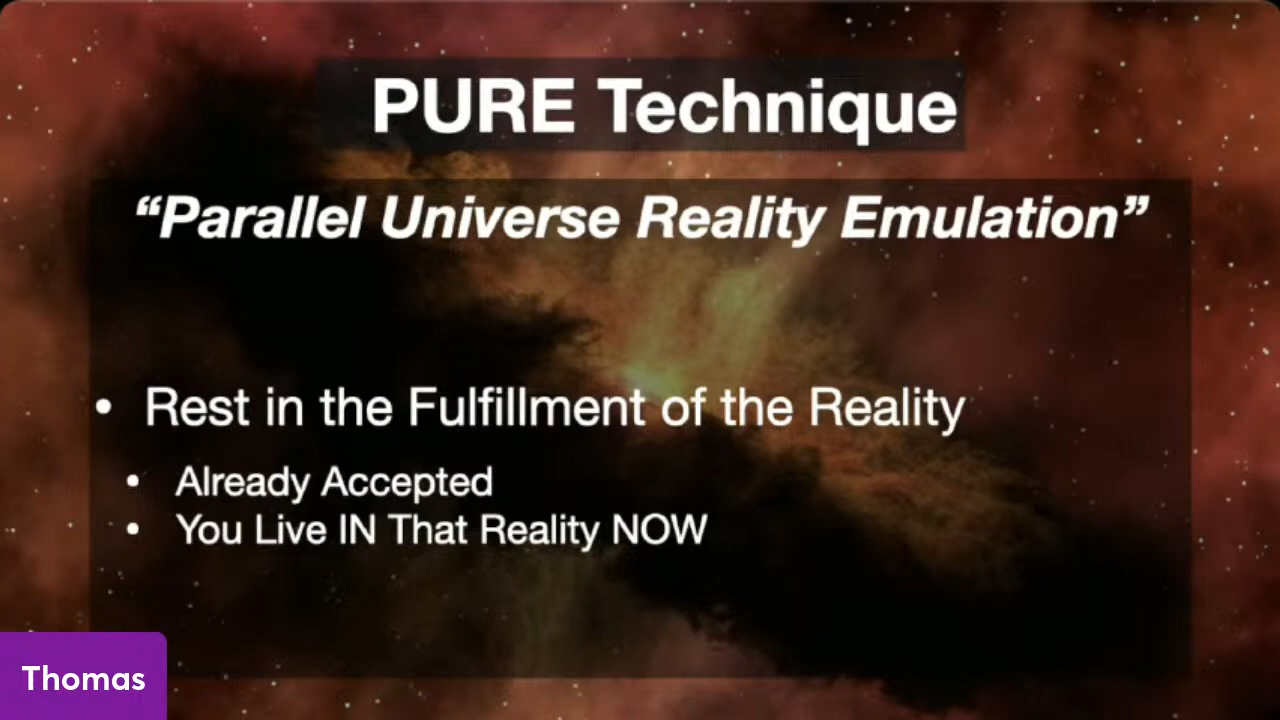 PURE Technique
“Parallel Universe Reality Emulation”
• Rest in the Fulfillment of the Reality
• Already Accepted
• You Live IN That Reality NOW
Thomas